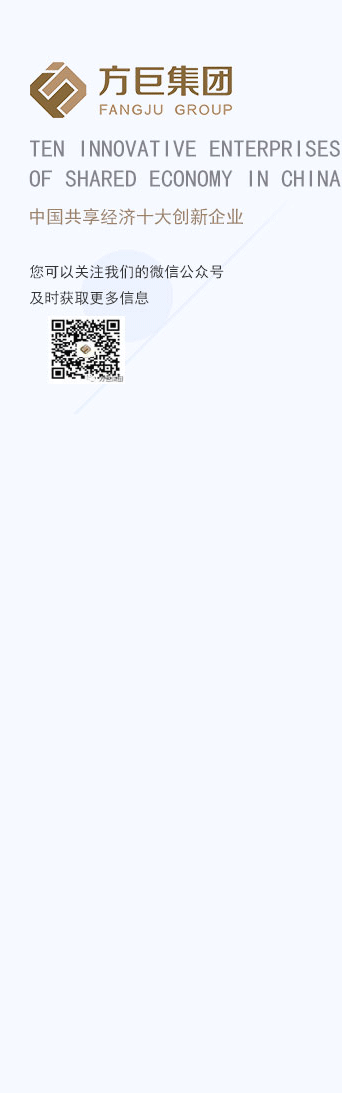 方巨集团
FANGJU GROUP
TEN INNOVATIVE ENTERPRISES
OF SHARED ECONOMY IN CHINA
中国共享经济十大创新企业
您可以关注我们的微信公众号
及时获取更多信息